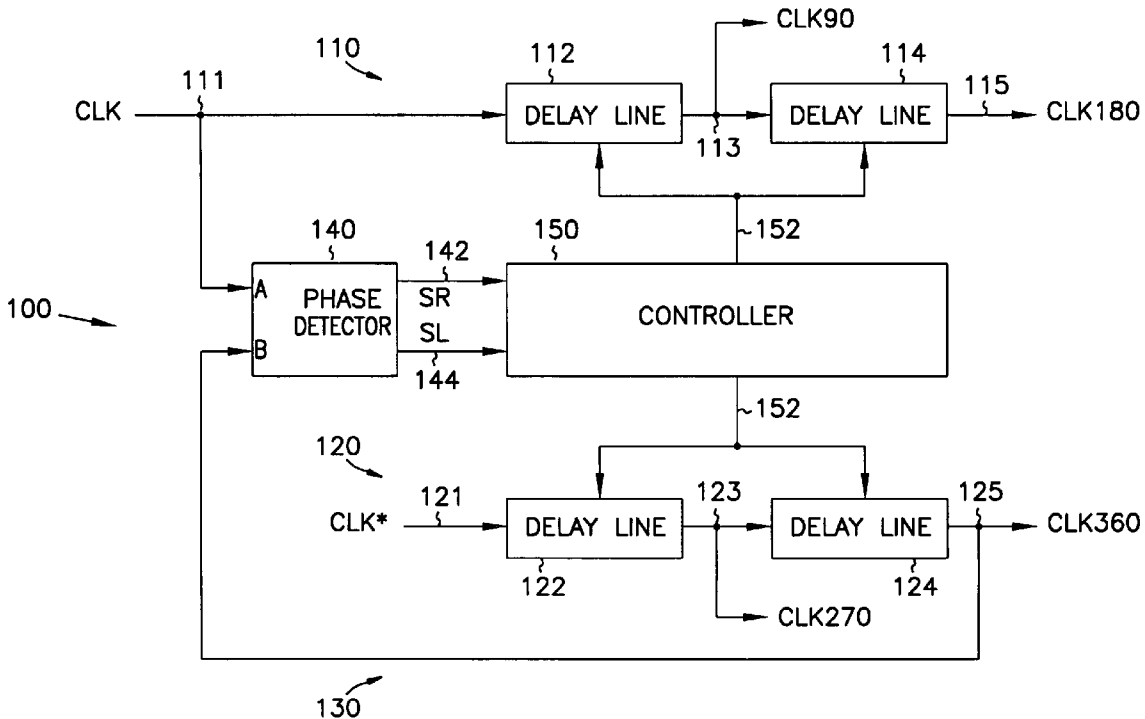 CLK90
110
112
114
111
115
CLK
DELAY LINE
DELAY LINE
CLK180
113
152
140
142
150
A
PHASE
DETECTOR
SR
CONTROLLER
100
B
SL
144
152
120
121
123
125
CLK*
DELAY LINE
DELAY LINE
CLK360
122
124
CLK270
130